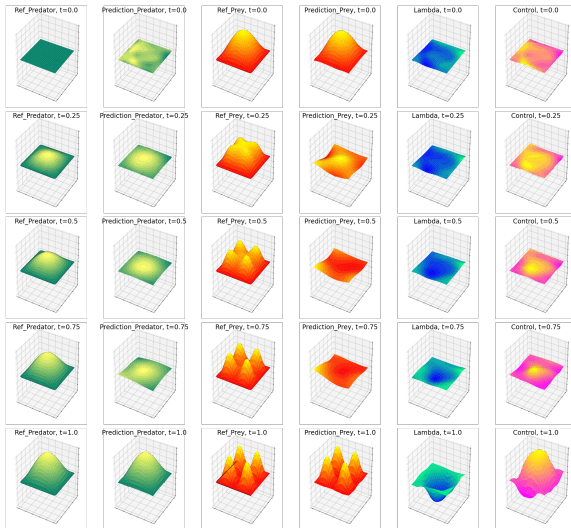 Ref_Predator, t=0.0
Prediction_Predator, t=0.0
Ref_Prey, t=0.0
Prediction_Prey, t=0.0
Lambda, t=0.0
Control, t=0.0
Ref_Predator, t=0.25
Prediction_Predator, t=0.25
Ref_Prey, t=0.25
Prediction_Prey, t=0.25
Lambda, t=0.25
Control, t=0.25
Ref_Predator, t=0.5
Prediction_Predator, t=0.5
Ref_Prey, t=0.5
Prediction_Prey, t=0.5
Lambda, t=0.5
Control, t=0.5
Ref_Predator, t=0.75
Prediction_Predator, t=0.75
Ref_Prey, t=0.75
Prediction_Prey, t=0.75
Lambda, t=0.75
Control, t=0.75
Ref_Predator, t=1.0
Prediction_Predator, t=1.0
Ref_Prey, t=1.0
Prediction_Prey, t=1.0
Lambda, t=1.0
Control, t=1.0